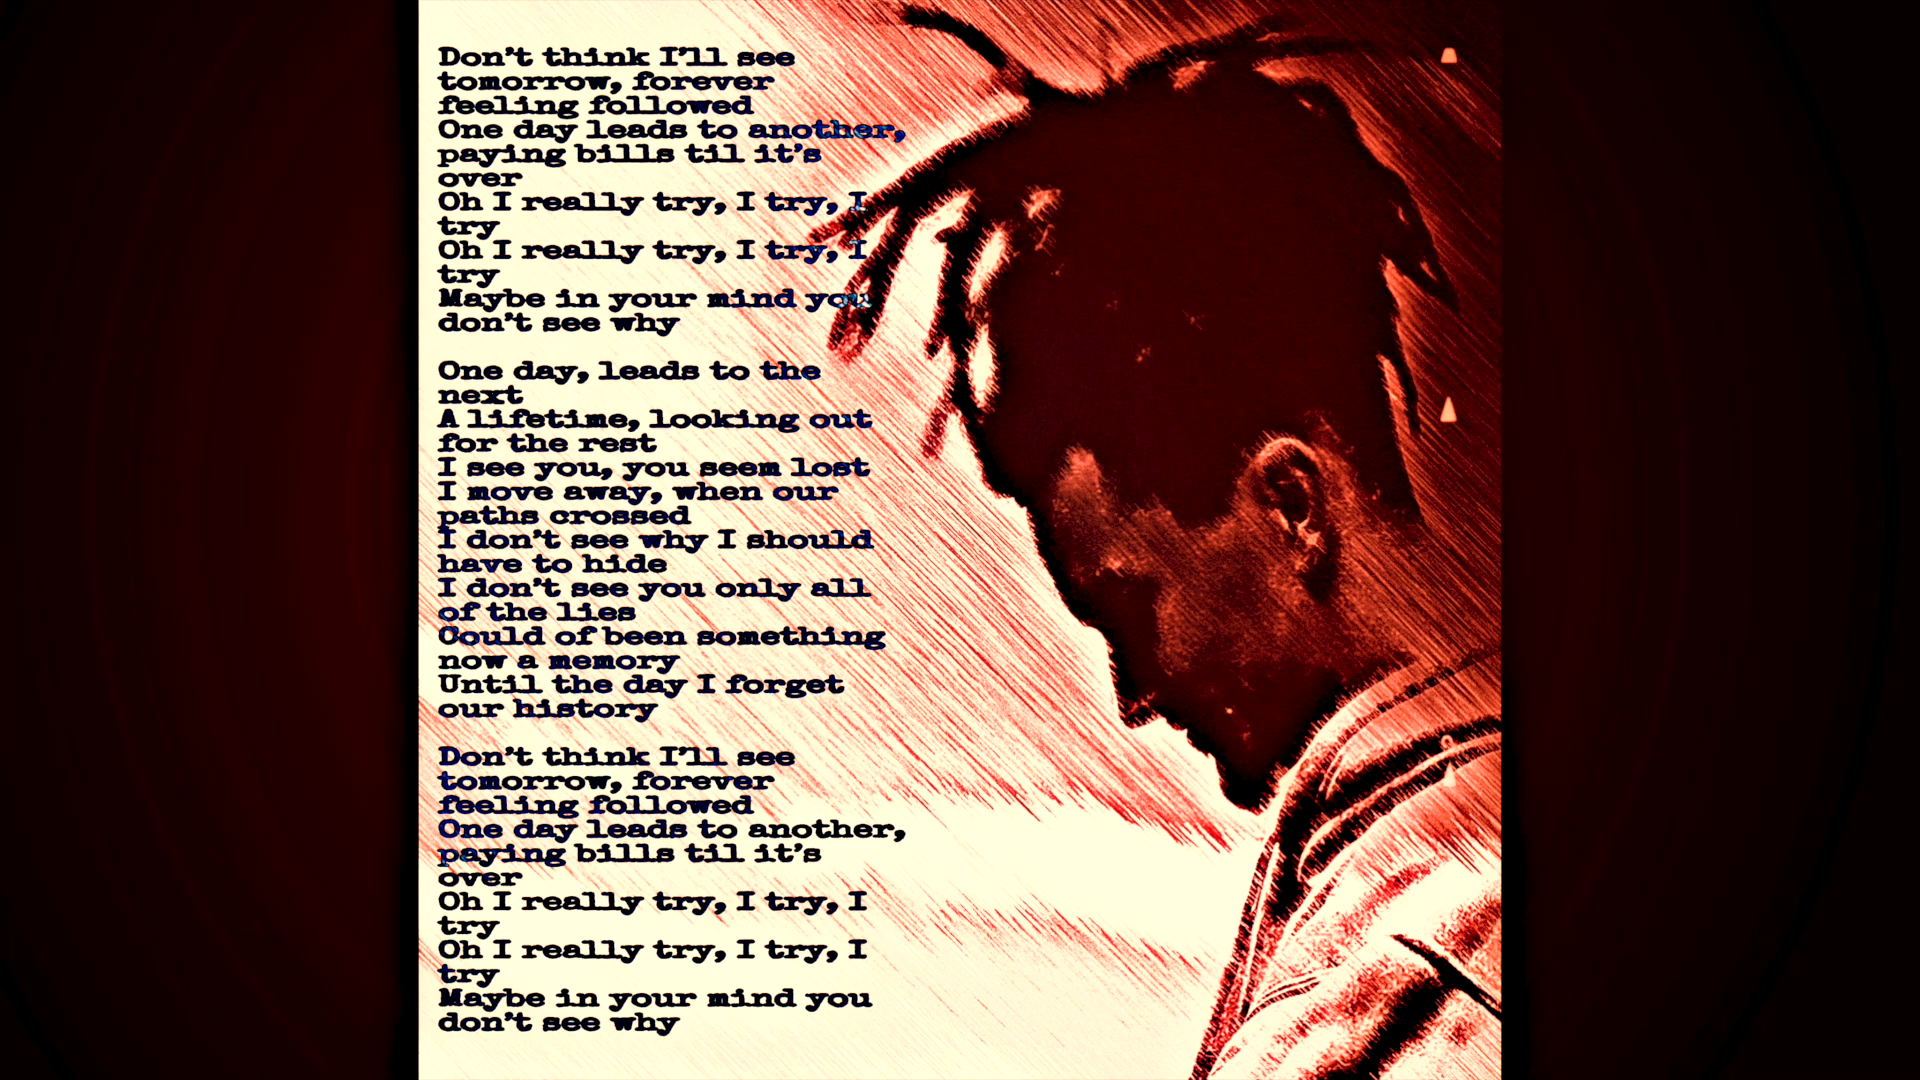 Don't think I'll see
tomorrow, forever
feeling followed
One day leads to another,
paying bills til it's
over
Oh I really try, I try, I
try
Oh I really try, I try, I
try
Maybe in your mind you
don't see why

One day, leads to the
next
A lifetime, looking out
for the rest
I see you, you seem lost
I move away, when our
paths crossed
I don't see why I should
have to hide
I don't see you only all
of the lies
Could of been something
now a memory
Until the day I forget
our history

Don't think I'll see
tomorrow, forever
feeling followed
One day leads to another,
paying bills til it's
over
Oh I really try, I try, I
try
Oh I really try, I try, I
try
Maybe in your mind you
don't see why